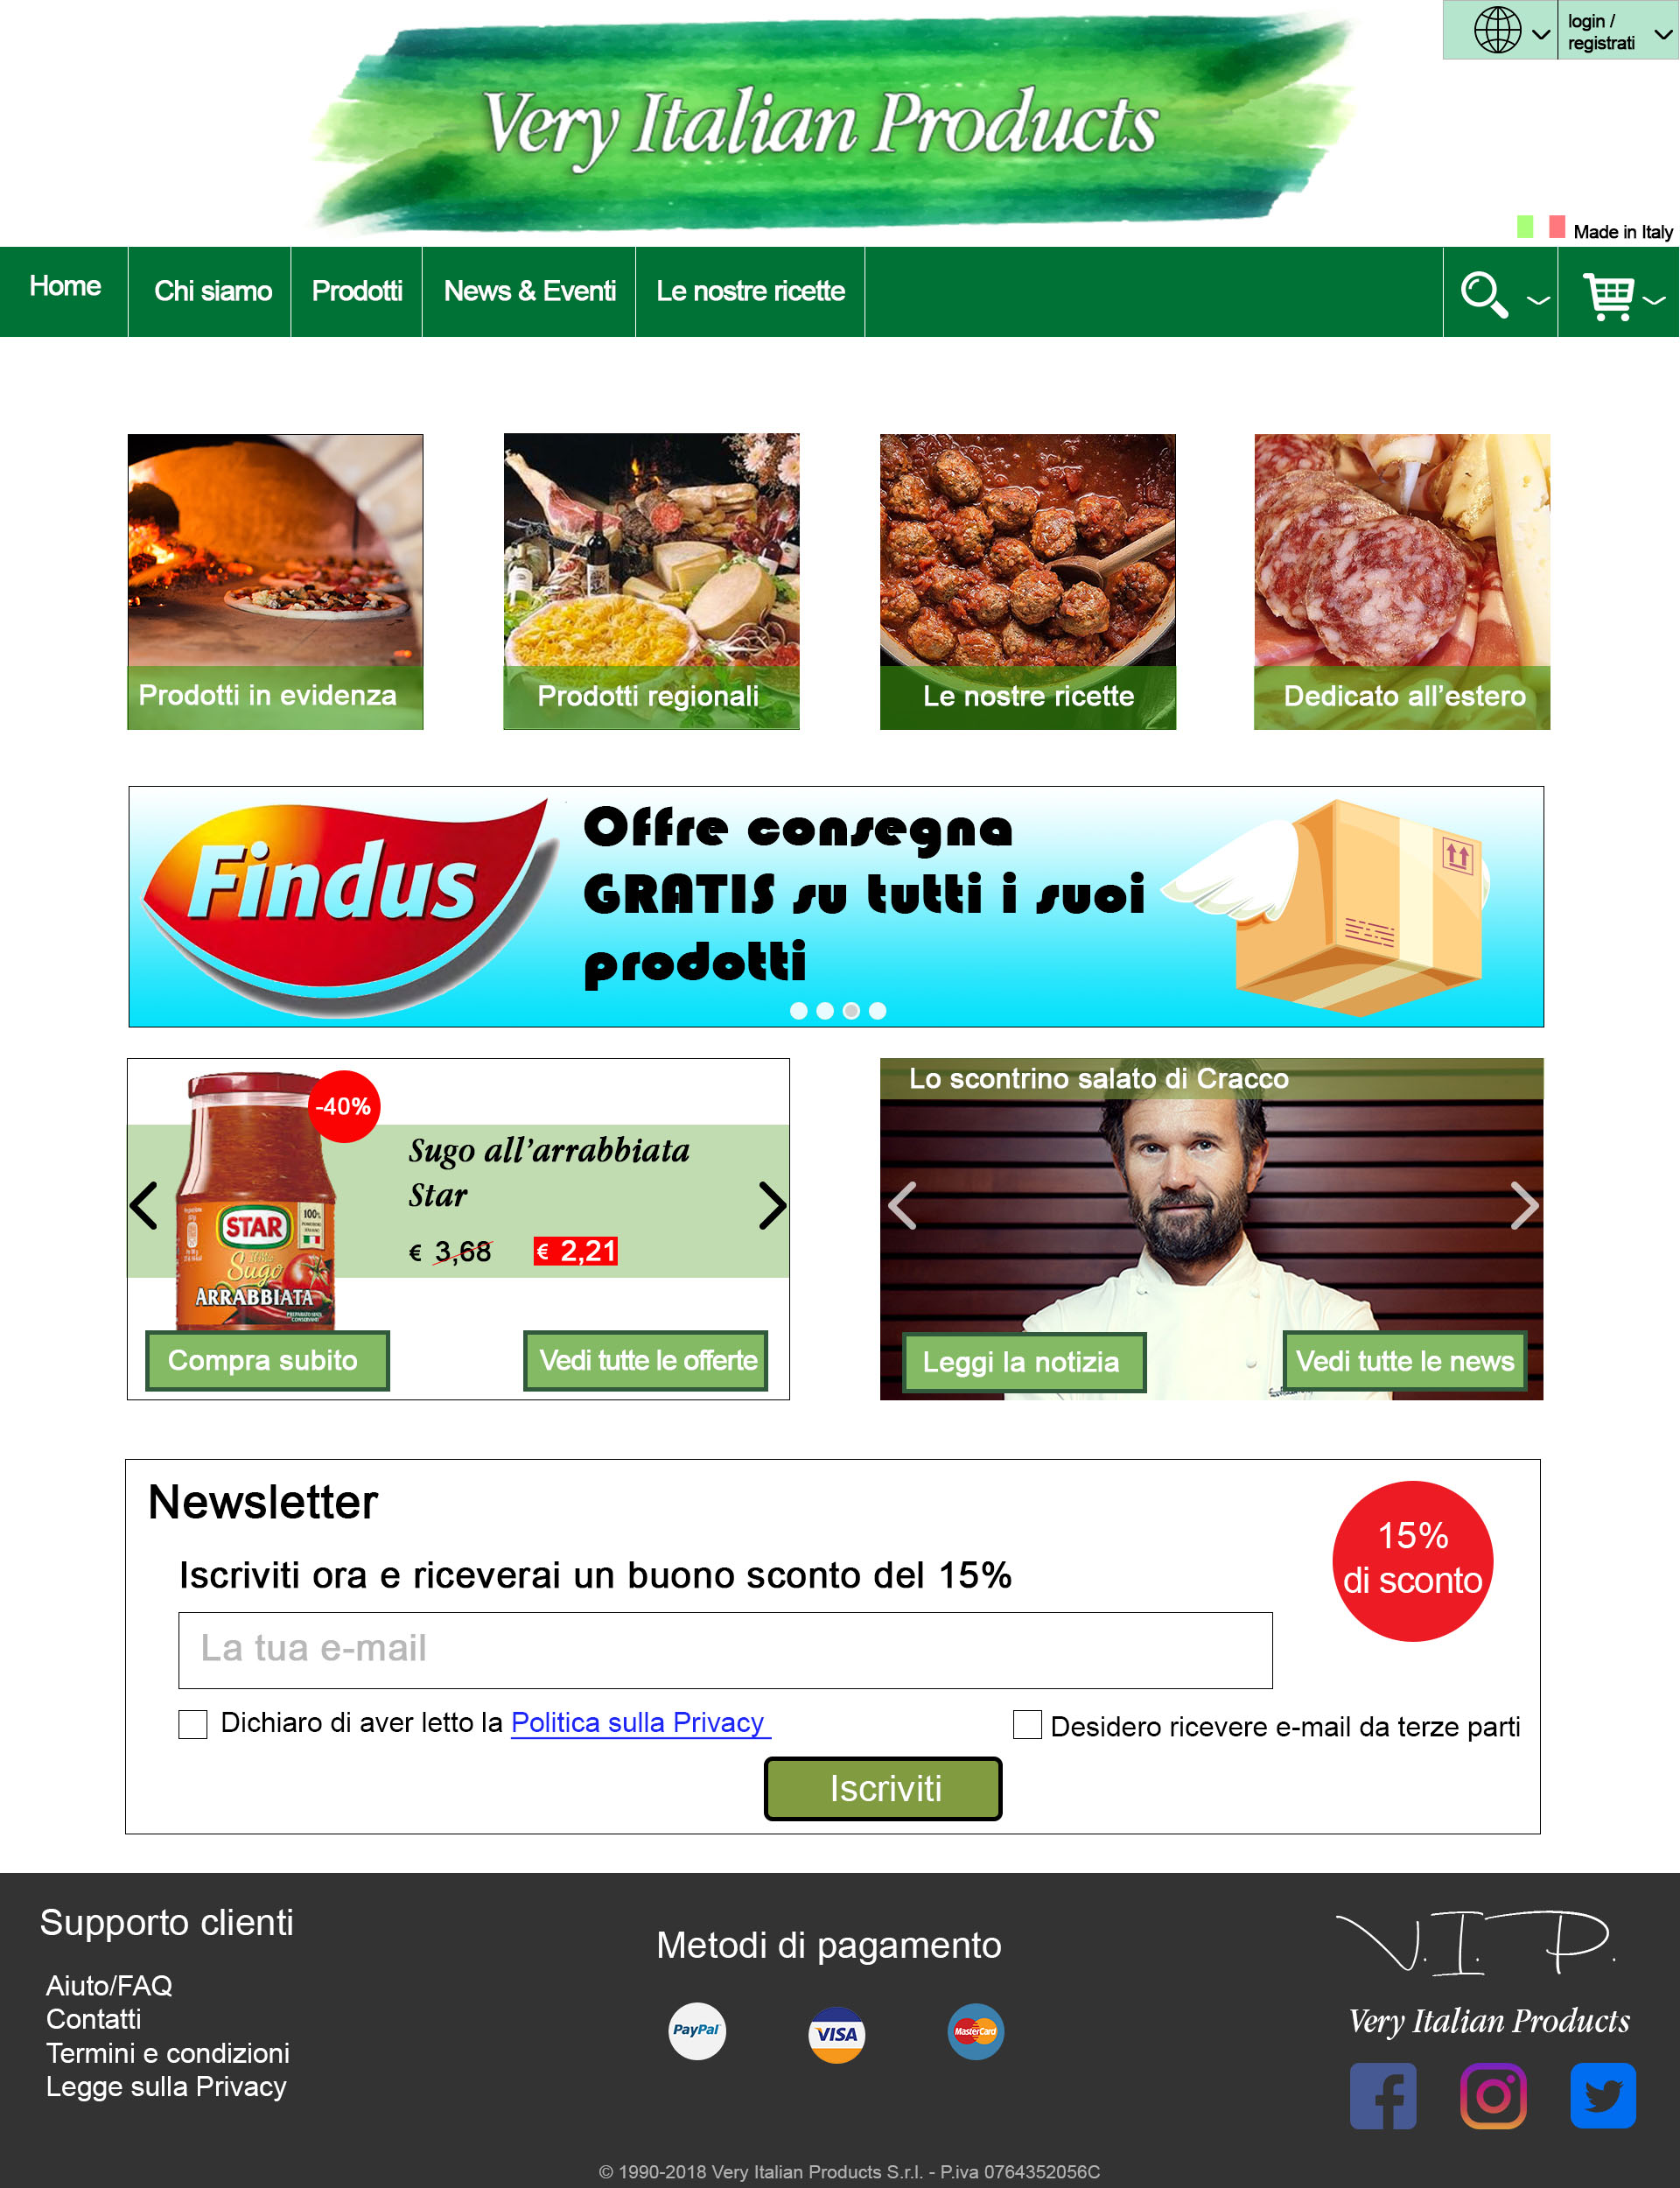 login /
registrati
Very Italian Products
Made in Italy
Home
Chi siamo
Prodotti
News & Eventi
Le nostre ricette
Prodotti in evidenza
Prodotti regionali
Le nostre ricette
Dedicato all'estero
Findus
Offre consegna
GRATIS su tutti i suoi
prodotti
-40%
Sugo all'arrabbiata
Star
€ 3,68
€ 2,21
100%
STAR
Sugo
ARRABBIATA
Compra subito
Vedi tutte le offerte
Lo scontrino salato di Cracco
Leggi la notizia
Vedi tutte le news
Newsletter
15%
di sconto
Iscriviti ora e riceverai un buono sconto del 15%
La tua e-mail
Dichiaro di aver letto la Politica sulla Privacy
Desidero ricevere e-mail da terze parti
Iscriviti
Supporto clienti
Aiuto/FAQ
Contatti
Termini e condizioni
Legge sulla Privacy
Metodi di pagamento
PayPal
VISA
MasterCard
V.I.P.
Very Italian Products
© 1990-2018 Very Italian Products S.r.l. - P.iva 0764352056C